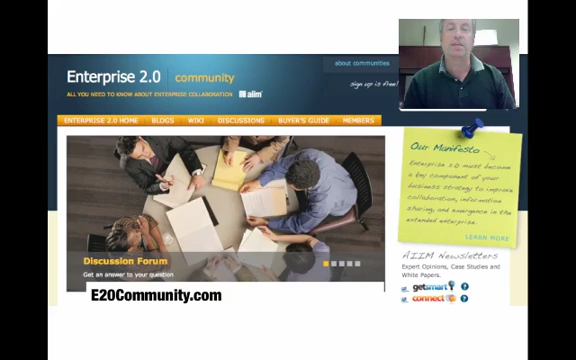 about communities
Enterprise 2.0 community
sign up is free!
ALL YOU NEED TO KNOW ABOUT ENTERPRISE COLLABORATION aiim
ENTERPRISE 2.0 HOME BLOGS WIKI DISCUSSIONS BUYER'S GUIDE MEMBERS
Our Manifesto
Enterprise 2.0 must become
a key component of your
business strategy to improve
collaboration, information
sharing, and emergence in the
extended enterprise.
LEARN MORE
Discussion Forum
Get an answer to your question
AIIM Newsletters
Expert Opinions, Case Studies and
White Papers.
getsmart ?
connect ?
E20Community.com